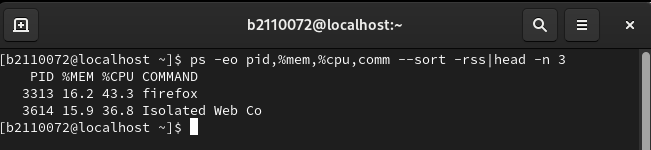 b2110072@localhost:~
[b2110072@localhost ~]$ ps -eo pid,%mem,%cpu,comm --sort -rss|head -n 3
    PID %MEM %CPU COMMAND
   3313 16.2 43.3 firefox
   3614 15.9 36.8 Isolated Web Co
[b2110072@localhost ~]$